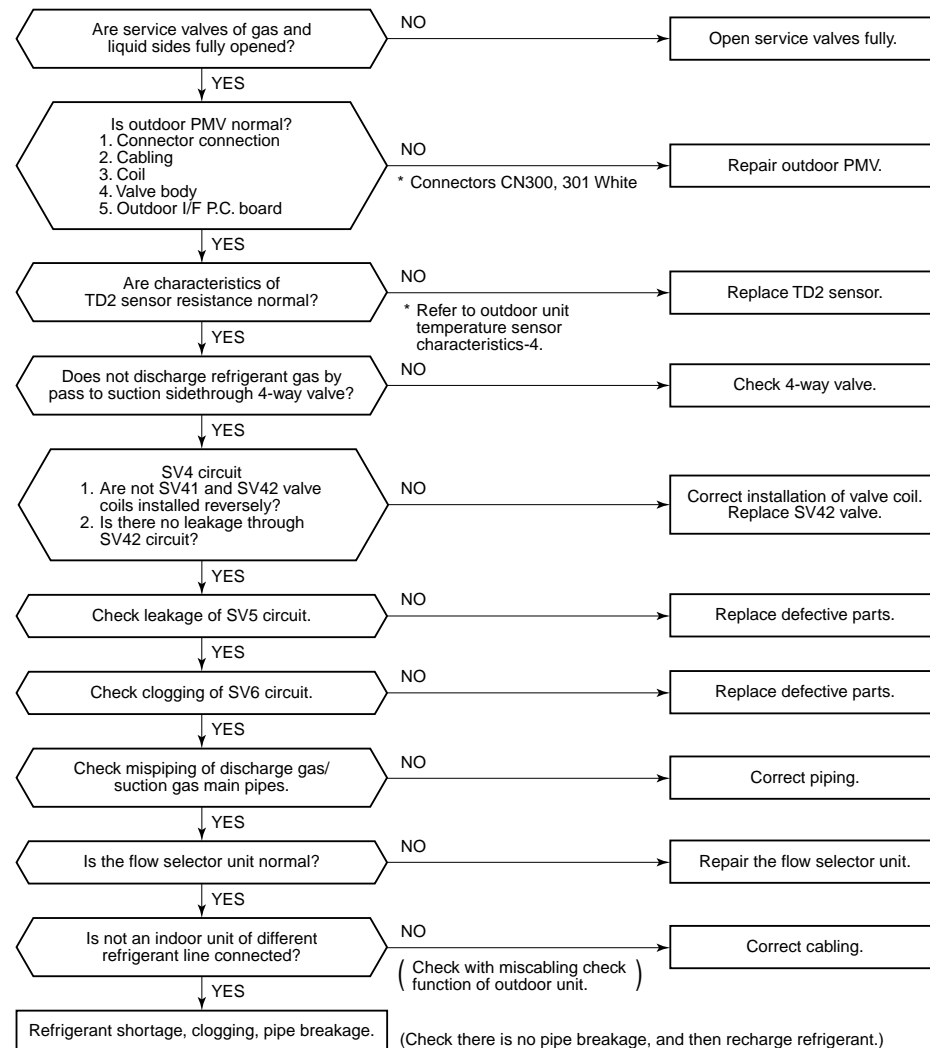 Are service valves of gas and
liquid sides fully opened?
NO
Open service valves fully.
YES
Is outdoor PMV normal?
1. Connector connection
2. Cabling
3. Coil
4. Valve body
5. Outdoor I/F P.C. board
NO
* Connectors CN300, 301 White
Repair outdoor PMV.
YES
Are characteristics of
TD2 sensor resistance normal?
NO
* Refer to outdoor unit
temperature sensor
characteristics-4.
Replace TD2 sensor.
YES
Does not discharge refrigerant gas by
pass to suction sidethrough 4-way valve?
NO
Check 4-way valve.
YES
SV4 circuit
1. Are not SV41 and SV42 valve
coils installed reversely?
2. Is there no leakage through
SV42 circuit?
NO
Correct installation of valve coil.
Replace SV42 valve.
YES
Check leakage of SV5 circuit.
NO
Replace defective parts.
YES
Check clogging of SV6 circuit.
NO
Replace defective parts.
YES
Check mispiping of discharge gas/
suction gas main pipes.
NO
Correct piping.
YES
Is the flow selector unit normal?
NO
Repair the flow selector unit.
YES
Is not an indoor unit of different
refrigerant line connected?
NO
( Check with miscabling check
function of outdoor unit. )
Correct cabling.
YES
Refrigerant shortage, clogging, pipe breakage.
(Check there is no pipe breakage, and then recharge refrigerant.)